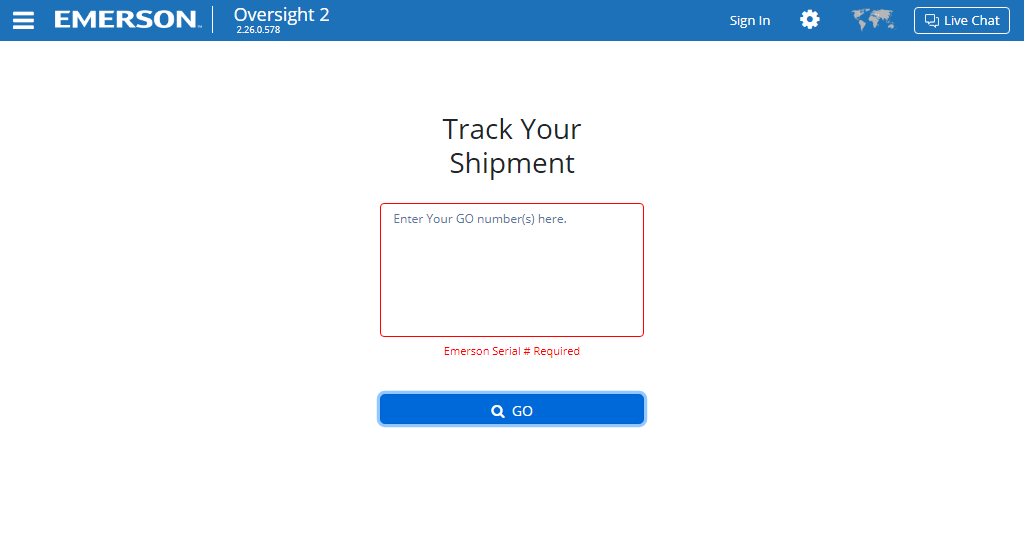 EMERSON™
Oversight 2
2.26.0.578
Sign In
Live Chat
Track Your
Shipment
Enter Your GO number(s) here.
Emerson Serial # Required
GO